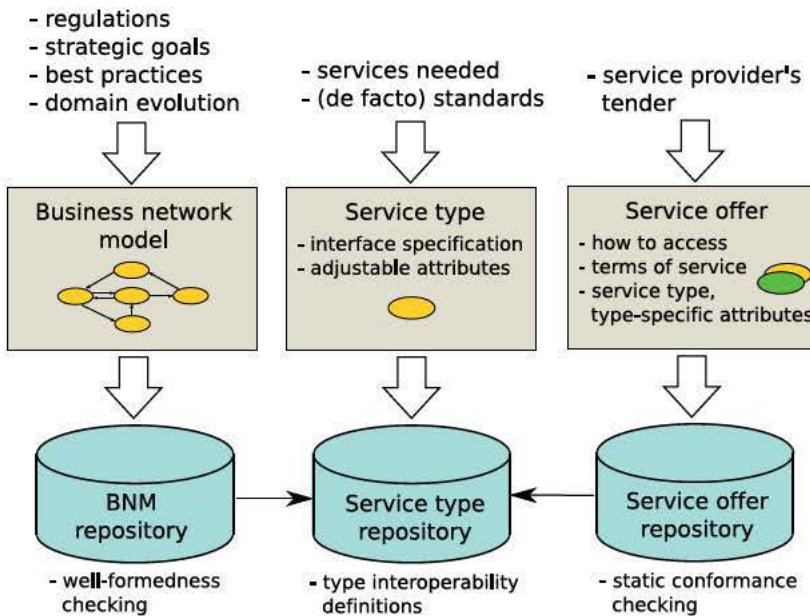 - regulations
- strategic goals
- best practices
- domain evolution
- services needed
- (de facto) standards
- service provider's
tender
Business network
model
Service type
- interface specification
- adjustable attributes
Service offer
- how to access
- terms of service
- service type,
type-specific attributes
BNM
repository
Service type
repository
Service offer
repository
- well-formedness
checking
- type interoperability
definitions
- static conformance
checking